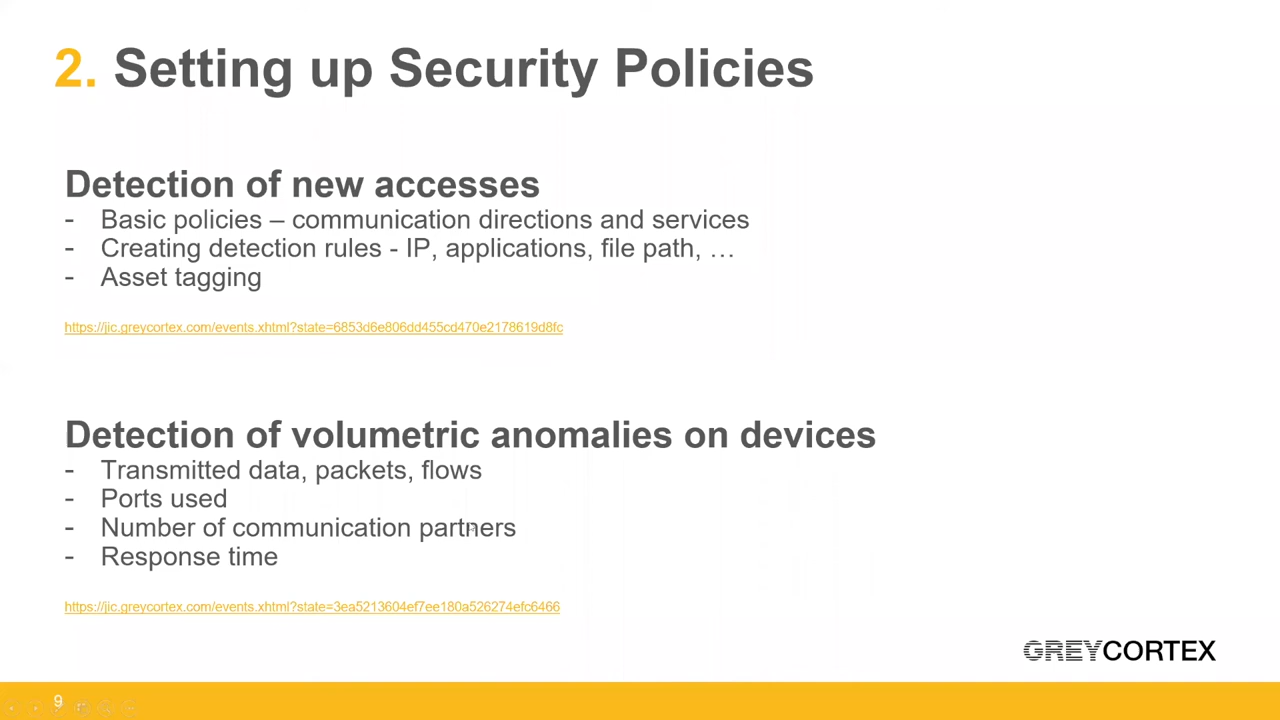 2. Setting up Security Policies
Detection of new accesses
- Basic policies – communication directions and services
- Creating detection rules - IP, applications, file path, …
- Asset tagging
https://jic.greycortex.com/events.xhtml?state=6853d6e806dd455cd470e2178619d8fc
Detection of volumetric anomalies on devices
- Transmitted data, packets, flows
- Ports used
- Number of communication partners
- Response time
https://jic.greycortex.com/events.xhtml?state=3ea5213604ef7ee180a526274efc6466
GREYCORTEX
9